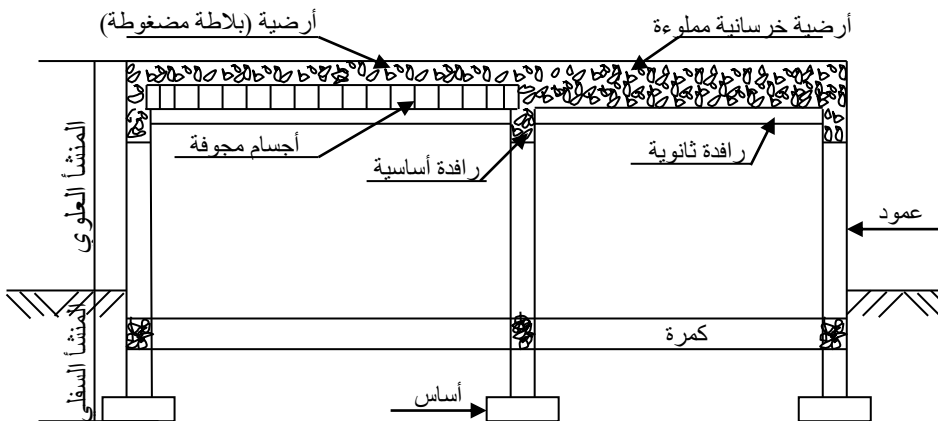 أرضية خرسانية مملوءة
أرضية (بلاطة مضغوطة)
أجسام مجوفة
رافدة أساسية
رافدة ثانوية
المنشأ العلوي
عمود
المنشأ السفلي
كمرة
أساس